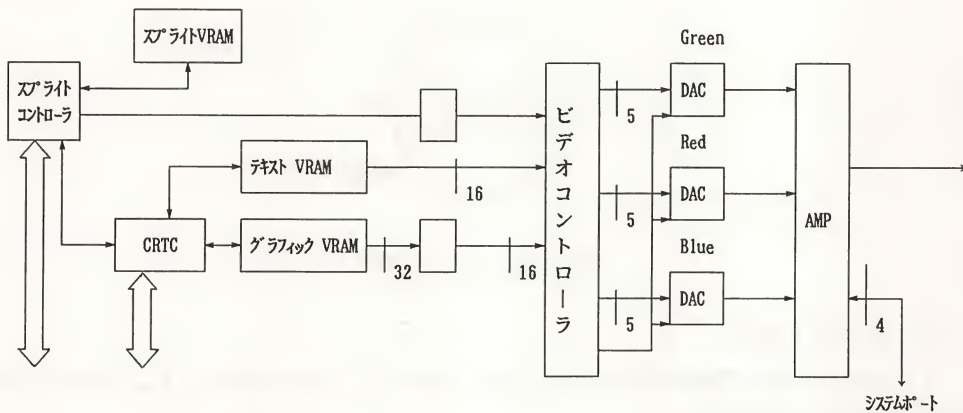 スプライトVRAM
スプライト
コントローラ
テキスト VRAM
16
CRTC
グラフィック VRAM
32
16
ビデオコントローラ
Green
DAC
5
Red
DAC
5
Blue
DAC
5
AMP
4
システムポート